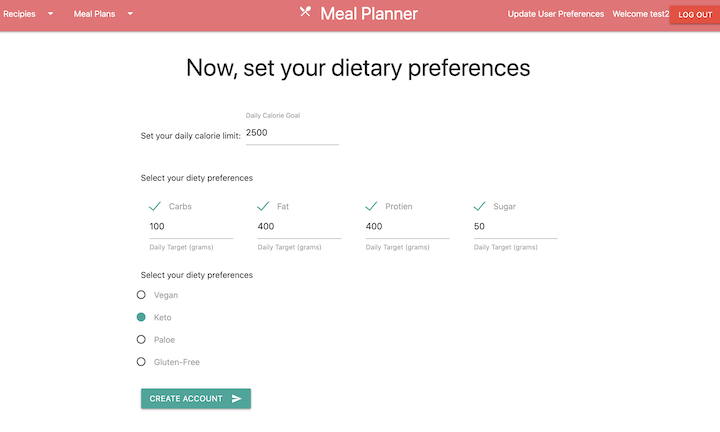 Recipies Meal Plans Meal Planner Update User Preferences Welcome test2 LOG OUT
Now, set your dietary preferences
Daily Calorie Goal
Set your daily calorie limit: 2500
Select your diety preferences
Carbs Fat Protien Sugar
100 400 400 50
Daily Target (grams) Daily Target (grams) Daily Target (grams) Daily Target (grams)
Select your diety preferences
Vegan
Keto
Paloe
Gluten-Free
CREATE ACCOUNT